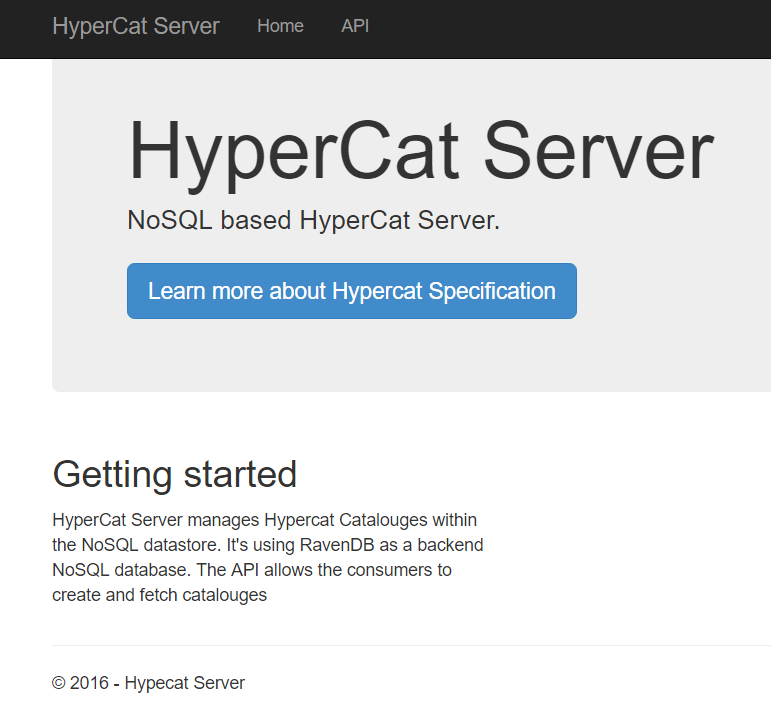 HyperCat Server Home API
HyperCat Server
NoSQL based HyperCat Server.
Learn more about Hypercat Specification
Getting started
HyperCat Server manages Hypercat Catalouges within
the NoSQL datastore. It's using RavenDB as a backend
NoSQL database. The API allows the consumers to
create and fetch catalouges
© 2016 - Hypecat Server